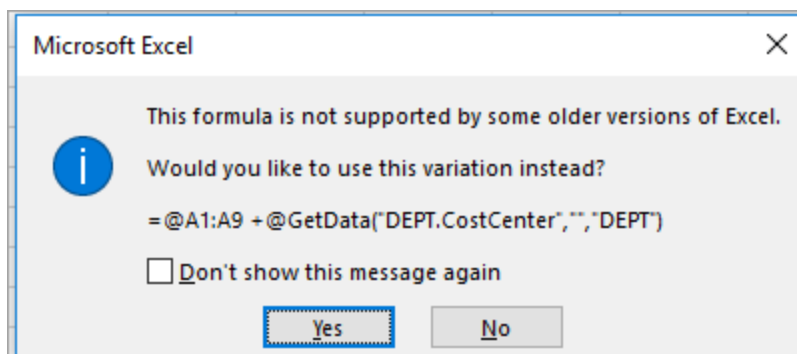 Microsoft Excel
This formula is not supported by some older versions of Excel.
Would you like to use this variation instead?
=@A1:A9 +@GetData("DEPT.CostCenter","","DEPT")
Don't show this message again
Yes
No